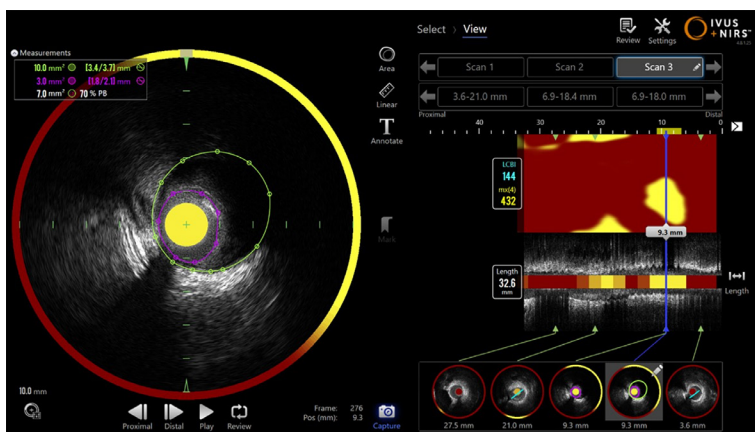 Select > View
IVUS
+NIRS™
Review
Settings
Measurements
10.0 mm² [3.4/3.7] mm
3.0 mm² [1.8/2.1] mm
7.0 mm² 70 % PB
Area
Linear
Annotate
Mark
Scan 1
Scan 2
Scan 3
3.6-21.0 mm
6.9-18.4 mm
6.9-18.0 mm
Proximal
Distal
40 30 20 10 0
LCBI
144
mx(4)
432
9.3 mm
Length
32.6
mm
Length
27.5 mm
21.0 mm
9.3 mm
9.3 mm
3.6 mm
10.0 mm
Proximal
Distal
Play
Review
Frame: 276
Pos (mm): 9.3
Capture